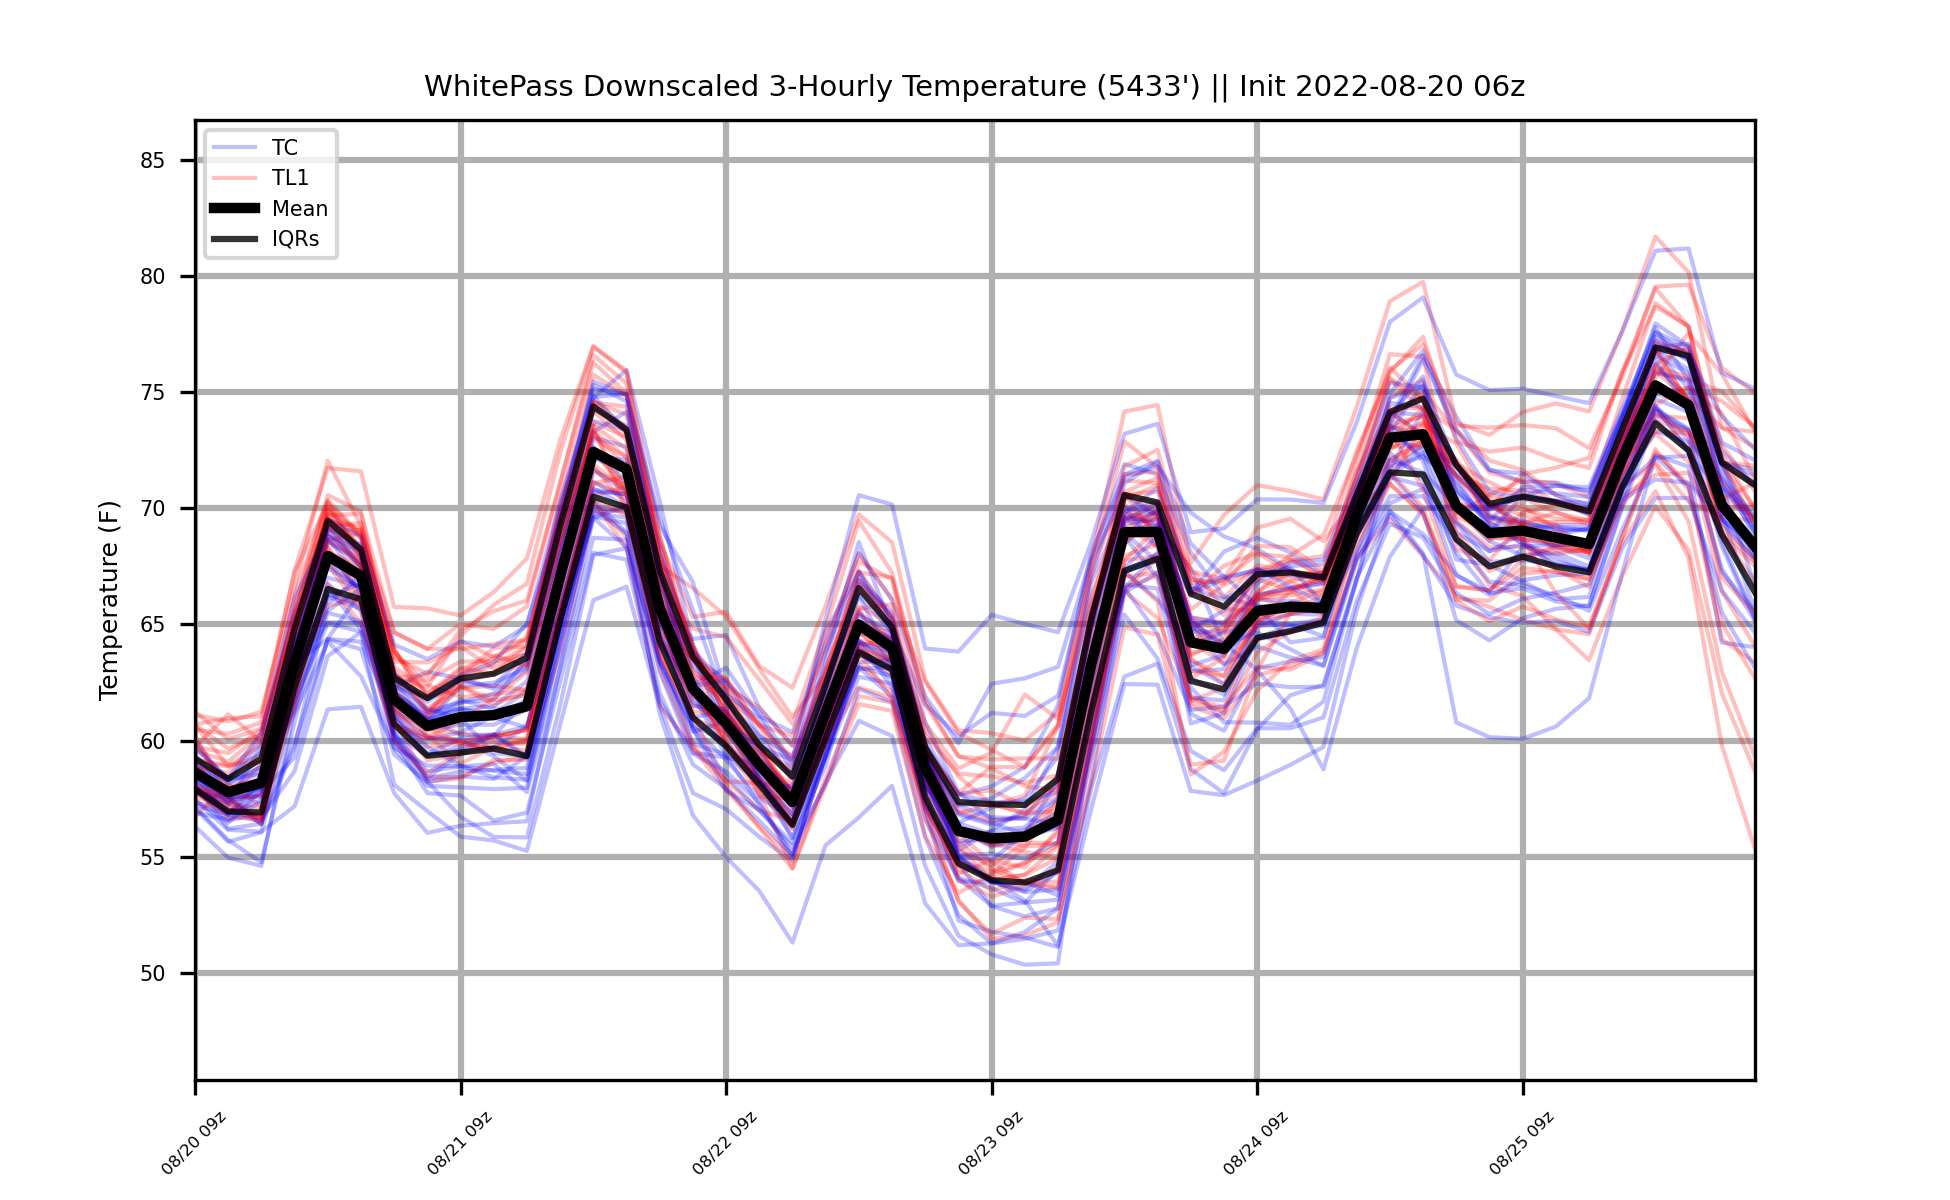 WhitePass Downscaled 3-Hourly Temperature (5433') || Init 2022-08-20 06z
TC
TL1
Mean
IQRs
Temperature (F)
85
80
75
70
65
60
55
50
08/20 09z
08/21 09z
08/22 09z
08/23 09z
08/24 09z
08/25 09z